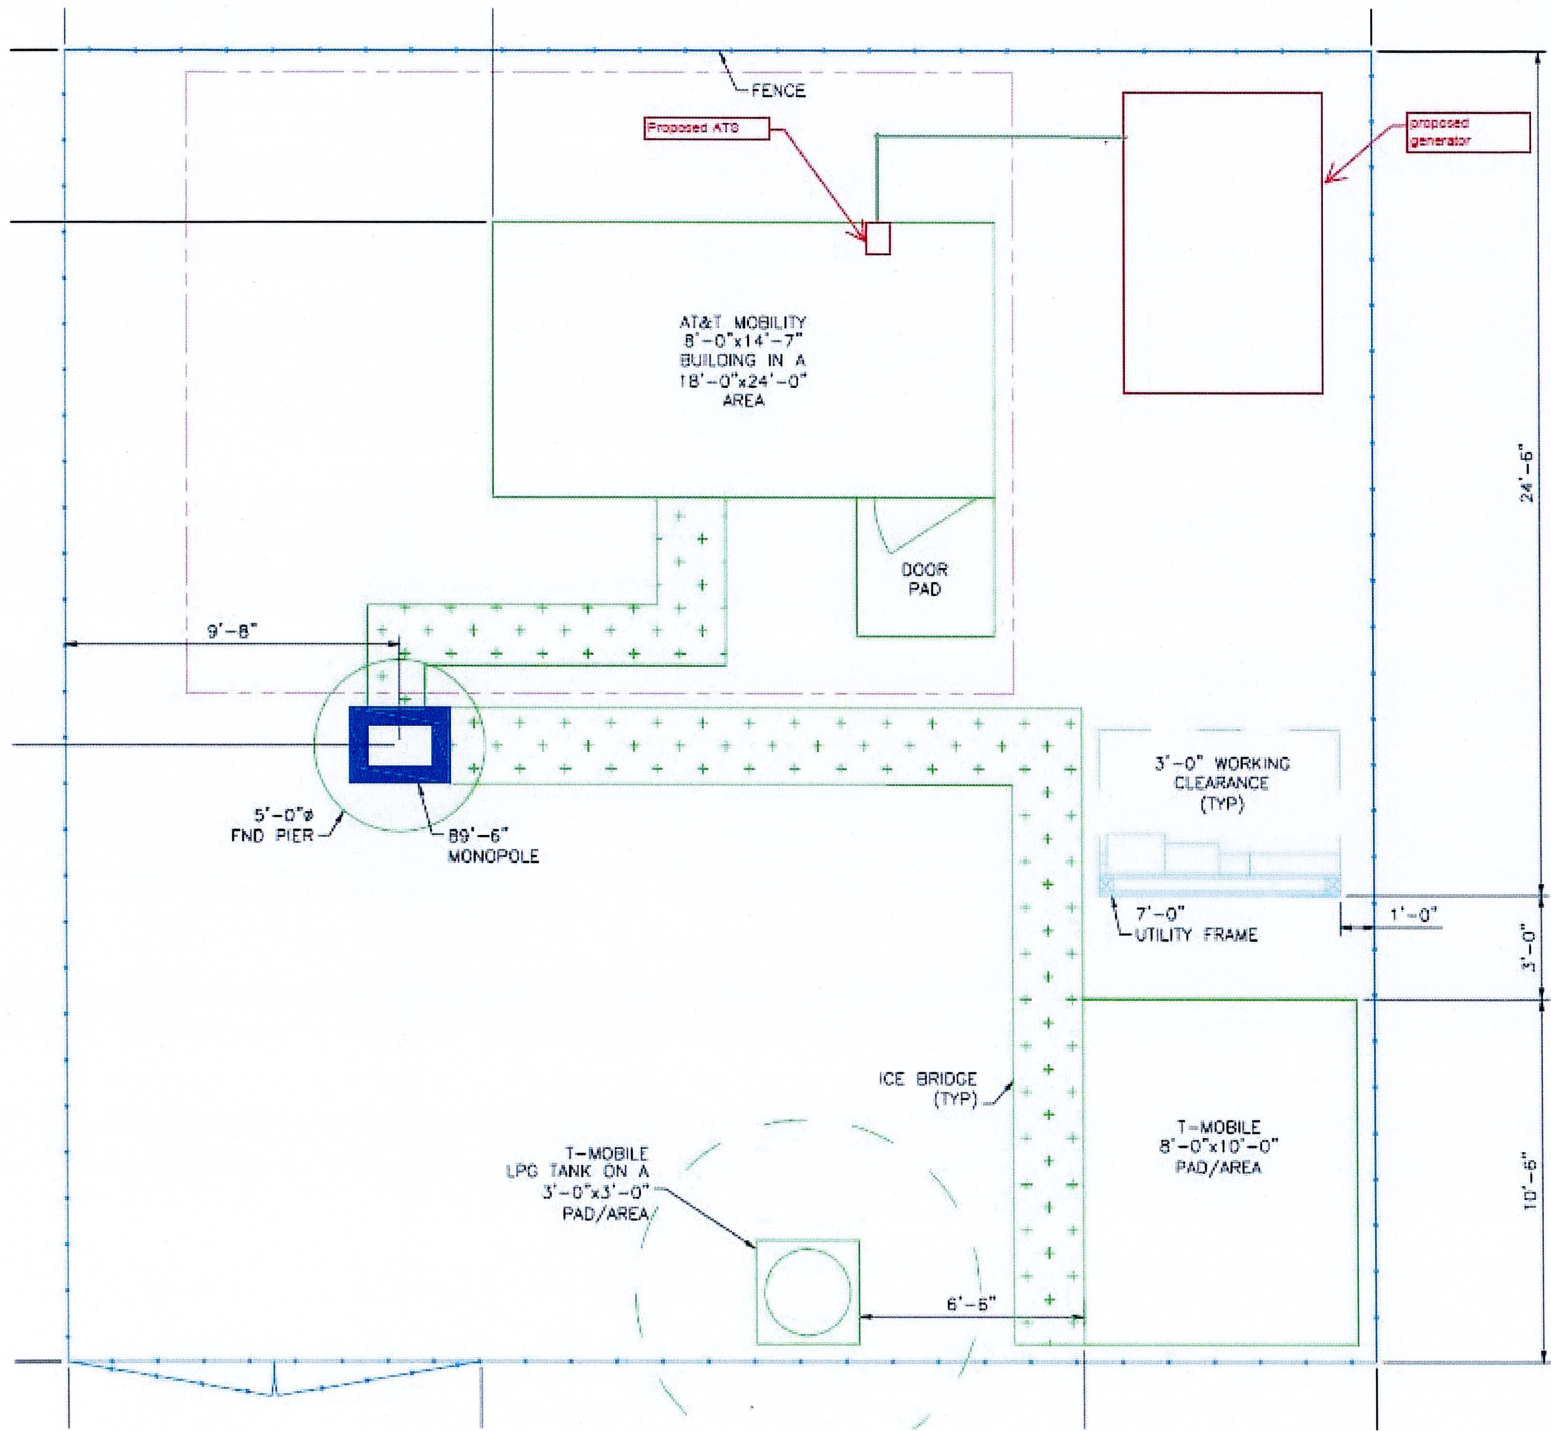 FENCE
Proposed ATS
proposed
generator
AT&T MOBILITY
8'-0"x14'-7"
BUILDING IN A
18'-0"x24'-0"
AREA
24'-6"
DOOR
PAD
9'-8"
3'-0" WORKING
CLEARANCE
(TYP)
5'-0"ø
FND PIER
89'-6"
MONOPOLE
7'-0"
UTILITY FRAME
1'-0"
3'-0"
ICE BRIDGE
(TYP)
T-MOBILE
8'-0"x10'-0"
PAD/AREA
T-MOBILE
LPG TANK ON A
3'-0"x3'-0"
PAD/AREA
10'-6"
6'-6"